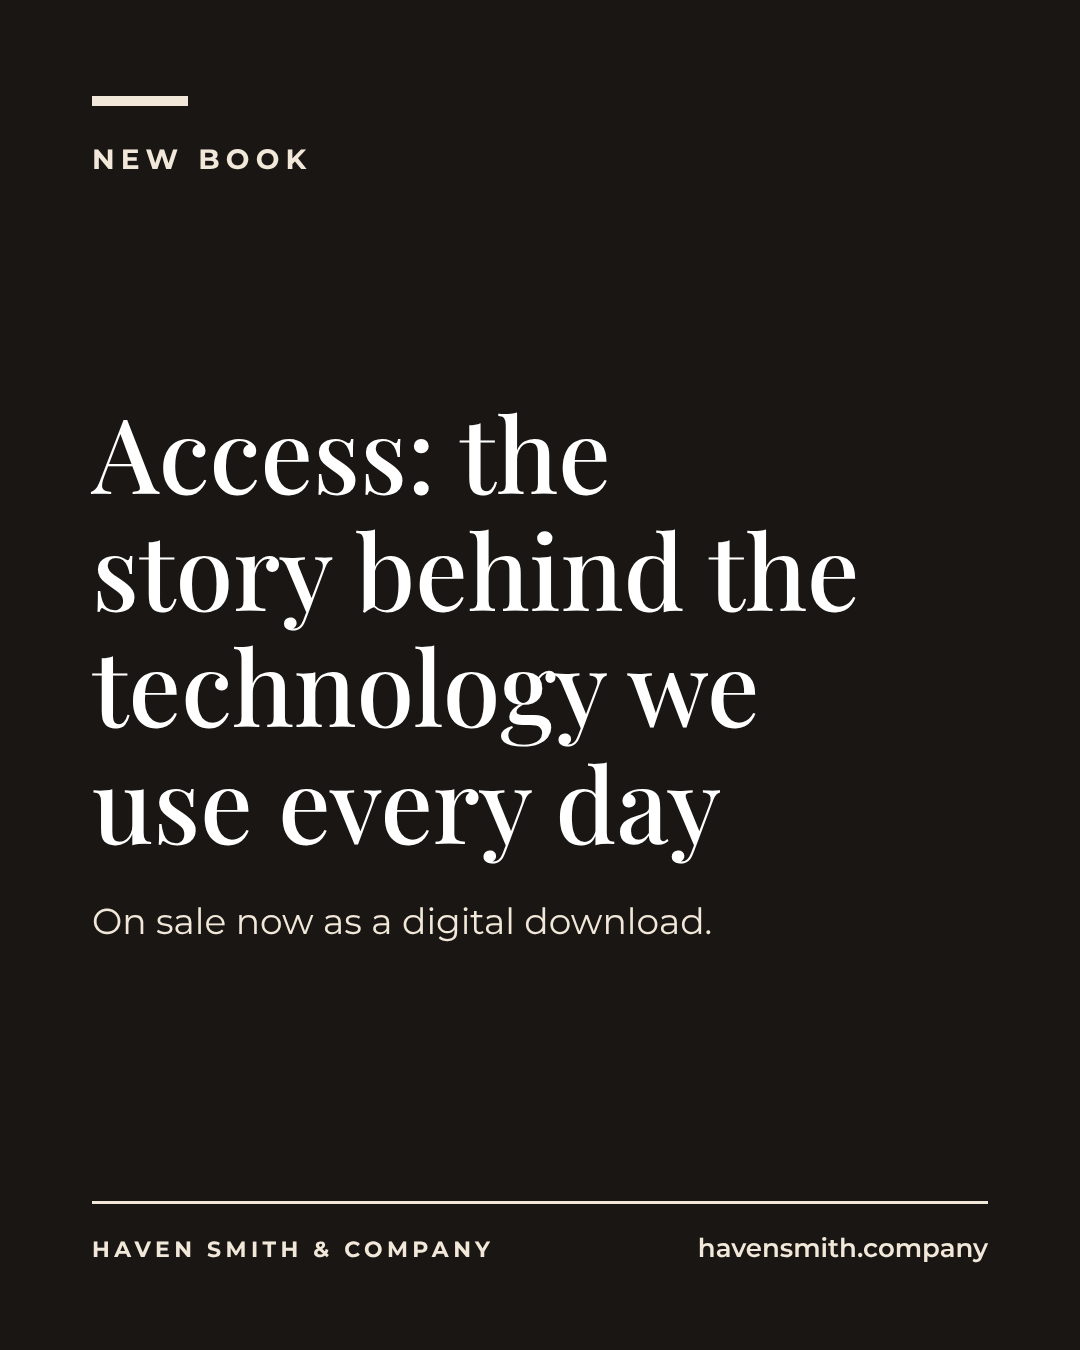 NEW BOOK
Access: the
story behind the
technology we
use every day
On sale now as a digital download.
HAVEN SMITH & COMPANY
havensmith.company